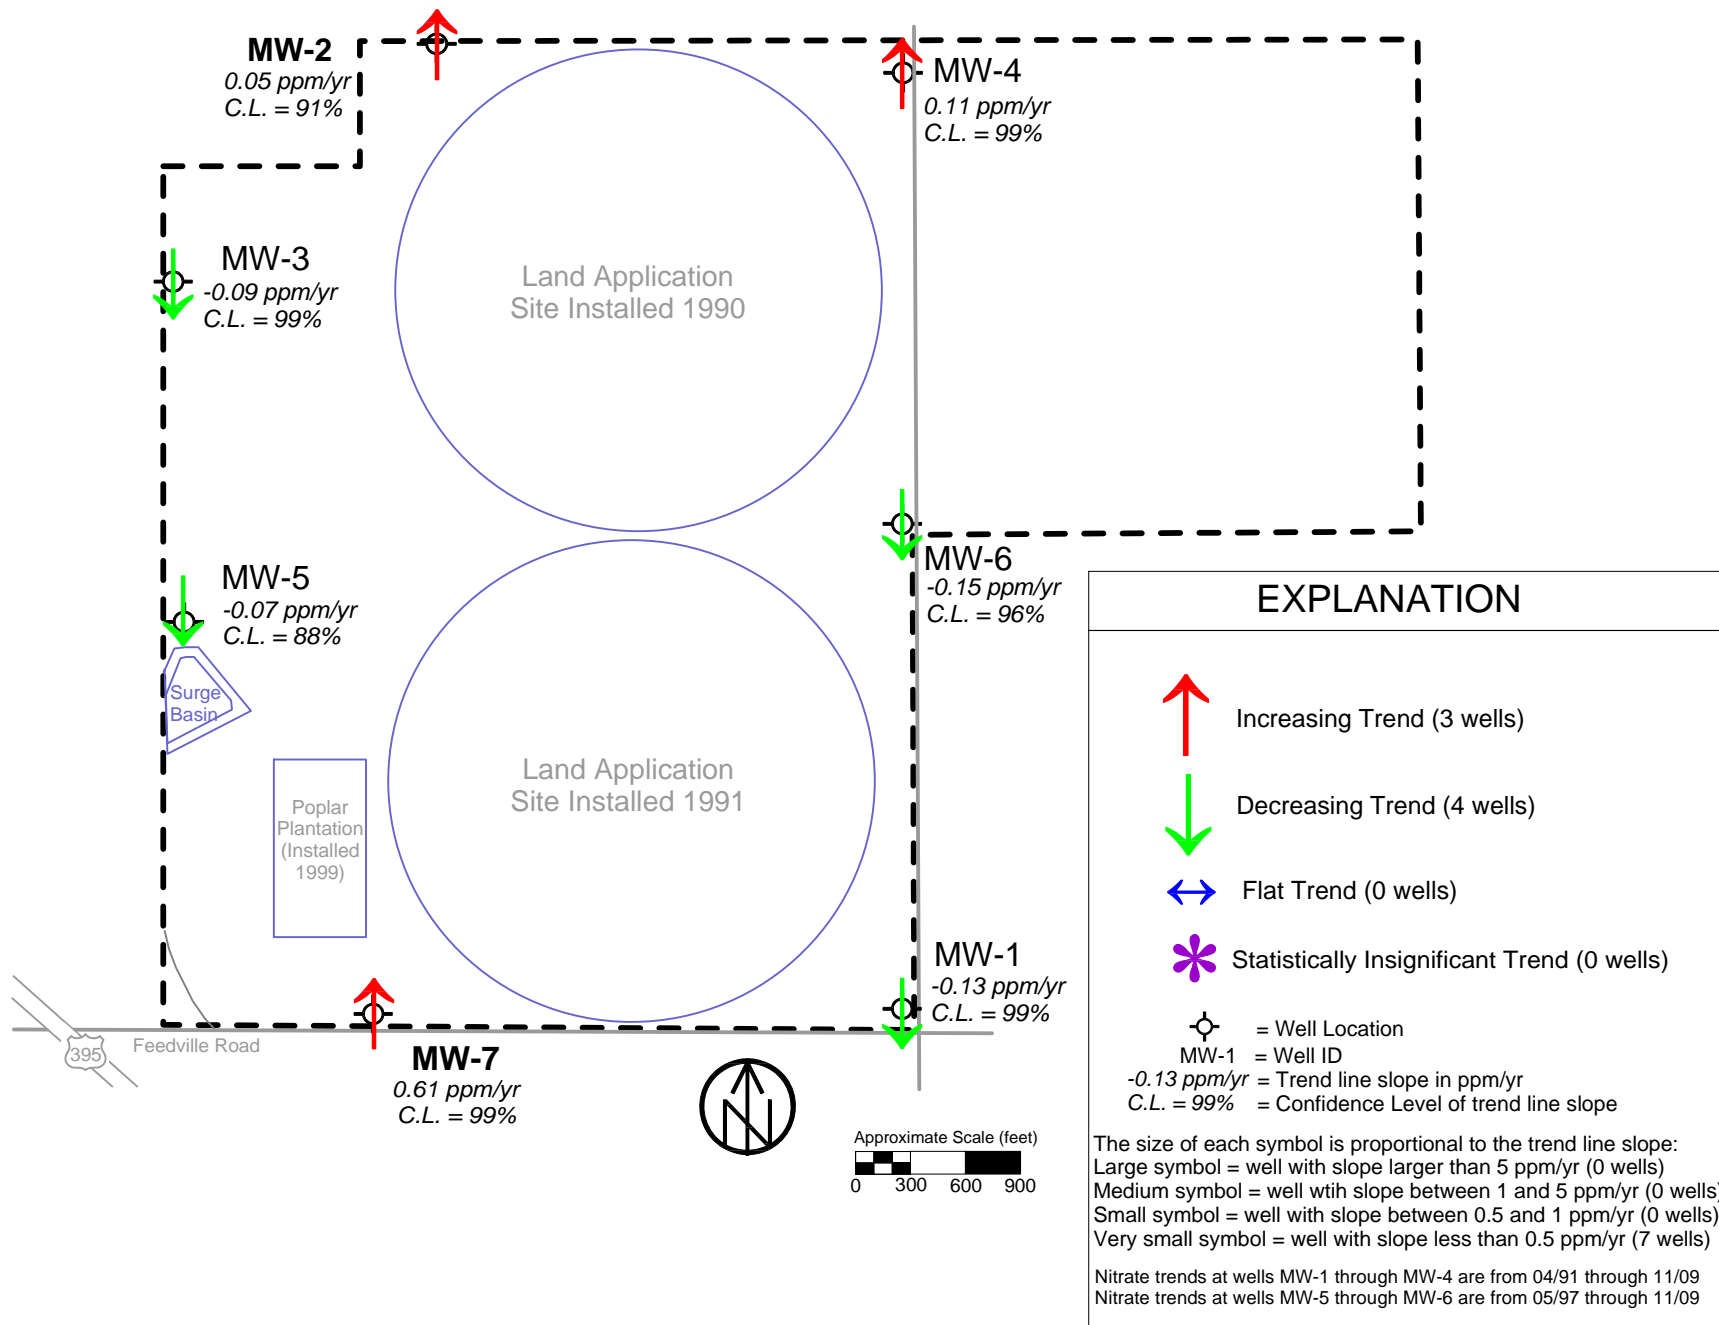 MW-2
0.05 ppm/yr
C.L. = 91%
MW-4
0.11 ppm/yr
C.L. = 99%
MW-3
-0.09 ppm/yr
C.L. = 99%
Land Application
Site Installed 1990
MW-5
-0.07 ppm/yr
C.L. = 88%
MW-6
-0.15 ppm/yr
C.L. = 96%
Surge
Basin
Land Application
Site Installed 1991
Poplar
Plantation
(Installed
1999)
MW-1
-0.13 ppm/yr
C.L. = 99%
395
Feedville Road
MW-7
0.61 ppm/yr
C.L. = 99%
N
Approximate Scale (feet)
0 300 600 900
EXPLANATION
Increasing Trend (3 wells)
Decreasing Trend (4 wells)
Flat Trend (0 wells)
Statistically Insignificant Trend (0 wells)
= Well Location
MW-1 = Well ID
-0.13 ppm/yr = Trend line slope in ppm/yr
C.L. = 99% = Confidence Level of trend line slope
The size of each symbol is proportional to the trend line slope:
Large symbol = well with slope larger than 5 ppm/yr (0 wells)
Medium symbol = well wtih slope between 1 and 5 ppm/yr (0 wells)
Small symbol = well with slope between 0.5 and 1 ppm/yr (0 wells)
Very small symbol = well with slope less than 0.5 ppm/yr (7 wells)
Nitrate trends at wells MW-1 through MW-4 are from 04/91 through 11/09
Nitrate trends at wells MW-5 through MW-6 are from 05/97 through 11/09